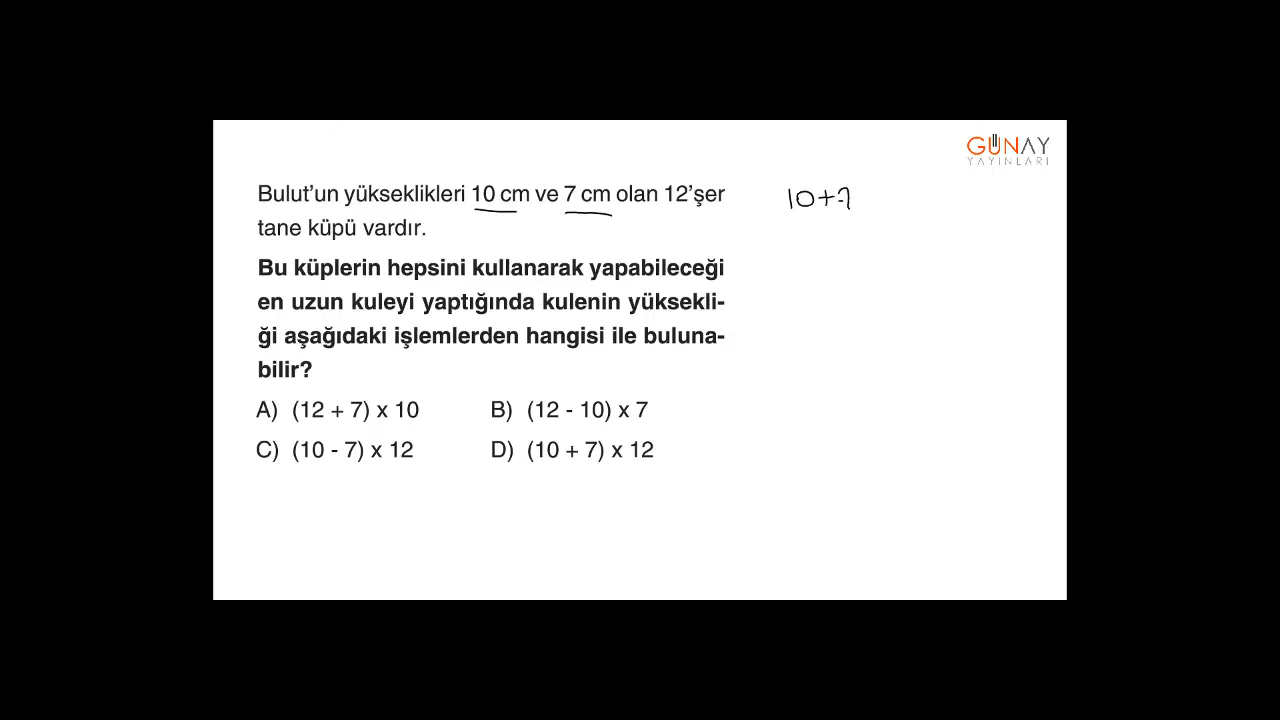 GÜNAY
YAYINLARI
Bulut'un yükseklikleri 10 cm ve 7 cm olan 12'şer
10+7
tane küpü vardır.
Bu küplerin hepsini kullanarak yapabileceği
en uzun kuleyi yaptığında kulenin yüksekli-
ği aşağıdaki işlemlerden hangisi ile buluna-
bilir?
A) (12 + 7) x 10 B) (12 - 10) x 7
C) (10 - 7) x 12 D) (10 + 7) x 12